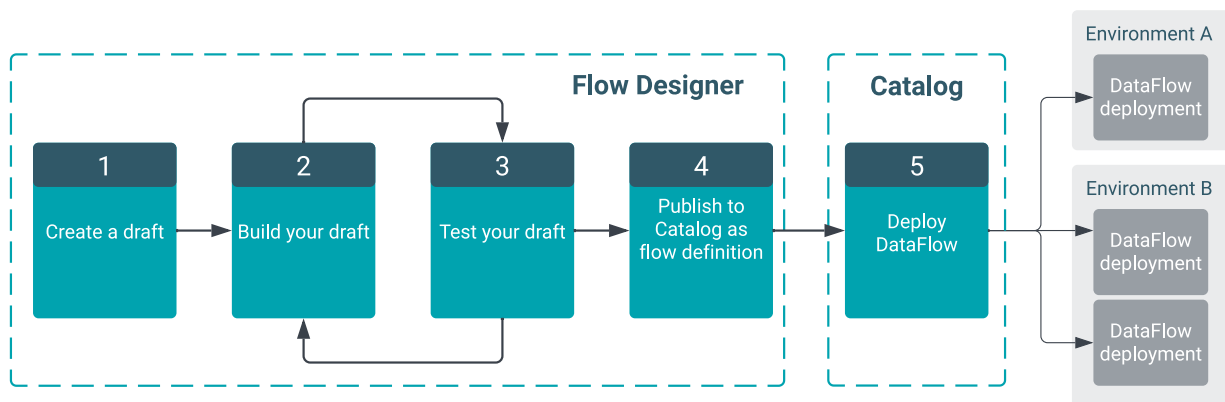 Flow Designer
1
Create a draft
2
Build your draft
3
Test your draft
4
Publish to
Catalog as
flow definition
Catalog
5
Deploy
DataFlow
Environment A
DataFlow
deployment
Environment B
DataFlow
deployment
DataFlow
deployment